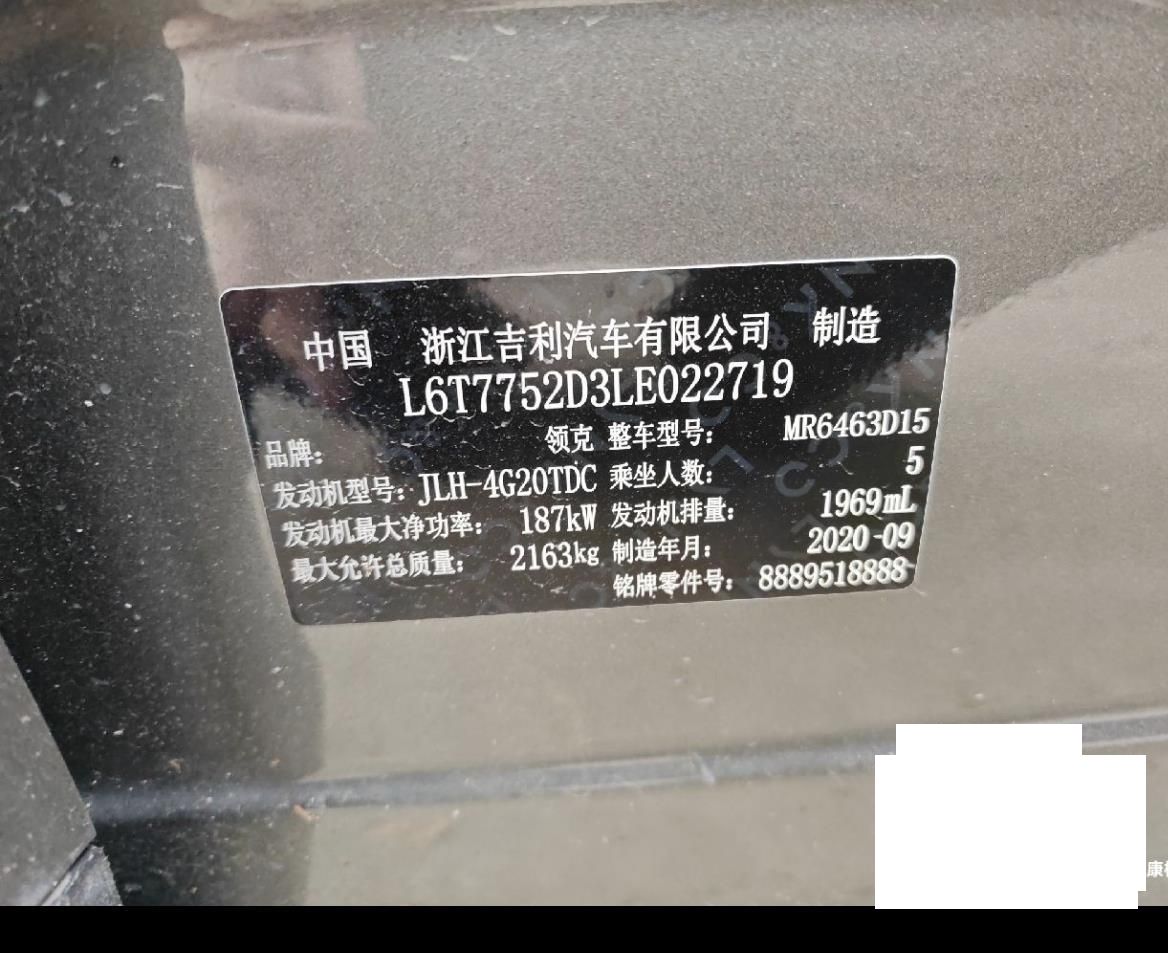 中国 浙江吉利汽车有限公司 制造
L6T7752D3LE022719
品牌: 领克 整车型号: MR6463D15
发动机型号: JLH-4G20TDC 乘坐人数: 5
发动机最大净功率: 187kW 发动机排量: 1969mL
最大允许总质量: 2163kg 制造年月: 2020-09
铭牌零件号: 8889518888
康